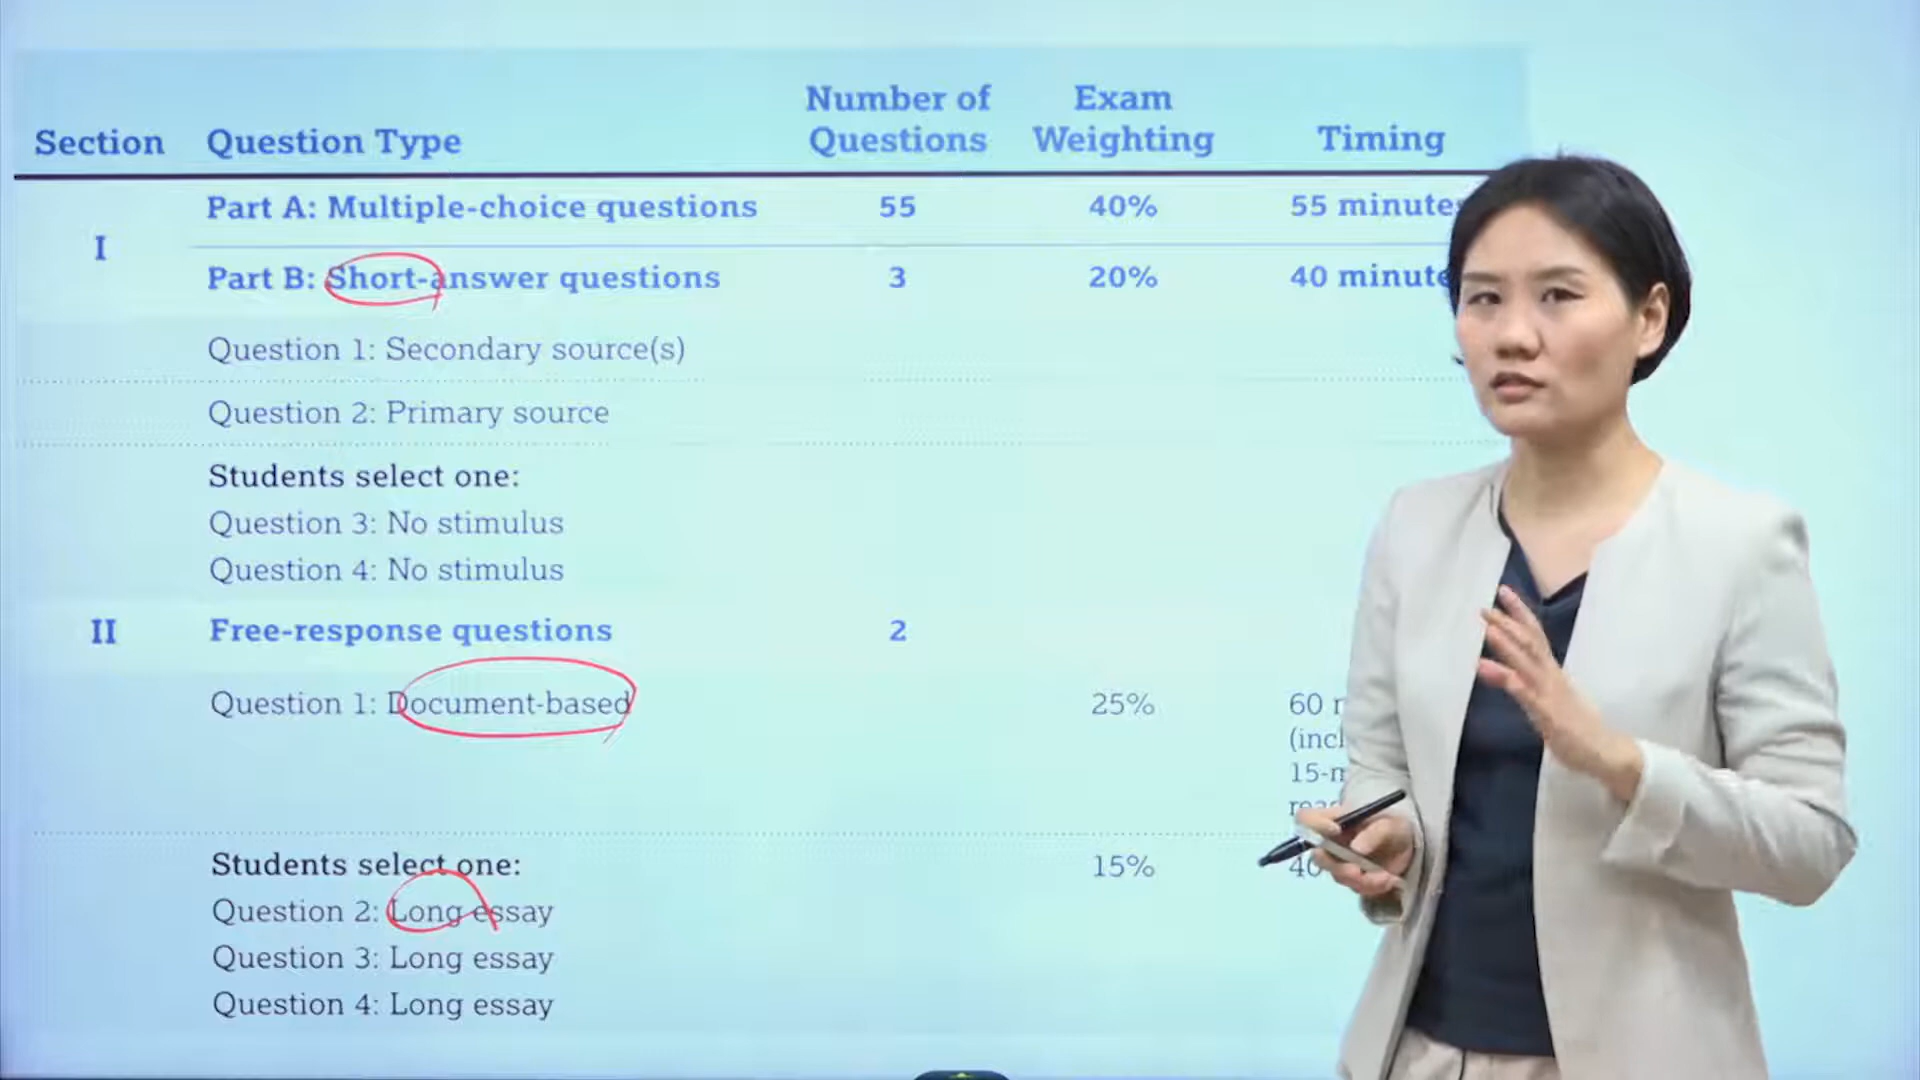 Section Question Type Number of Questions Exam Weighting Timing
I
Part A: Multiple-choice questions 55 40% 55 minutes
Part B: Short-answer questions 3 20% 40 minute
Question 1: Secondary source(s)
Question 2: Primary source
Students select one:
Question 3: No stimulus
Question 4: No stimulus
II Free-response questions 2
Question 1: Document-based 25% 60
(incl
15-m
Students select one: 15% 40
Question 2: Long essay
Question 3: Long essay
Question 4: Long essay